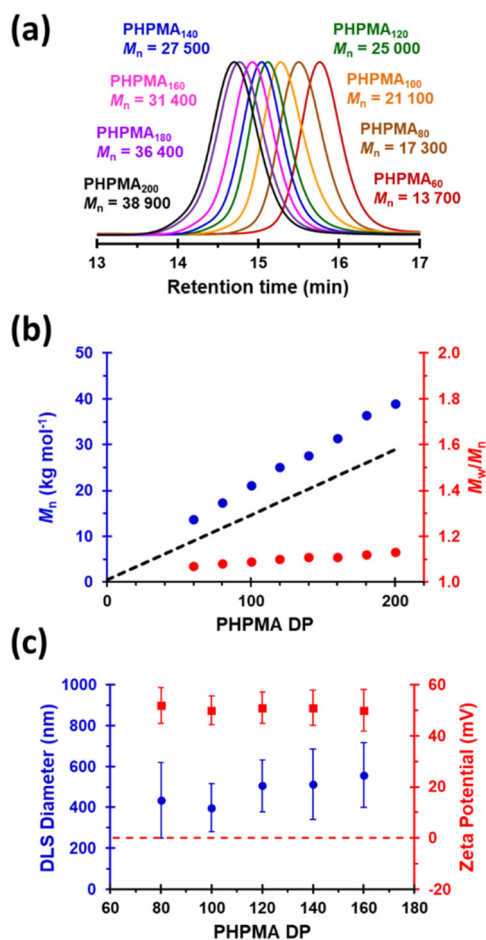 (a)
PHPMA140
Mn = 27 500
PHPMA120
Mn = 25 000
PHPMA160
Mn = 31 400
PHPMA100
Mn = 21 100
PHPMA180
Mn = 36 400
PHPMA80
Mn = 17 300
PHPMA200
Mn = 38 900
PHPMA60
Mn = 13 700
13 14 15 16 17
Retention time (min)
(b)
50
40
30
20
10
0
Mn (kg mol-1)
2.0
1.8
1.6
1.4
1.2
1.0
Mw/Mn
0 100 200
PHPMA DP
(c)
1000
800
600
400
200
0
DLS Diameter (nm)
60
40
20
0
-20
Zeta Potential (mV)
60 80 100 120 140 160 180
PHPMA DP